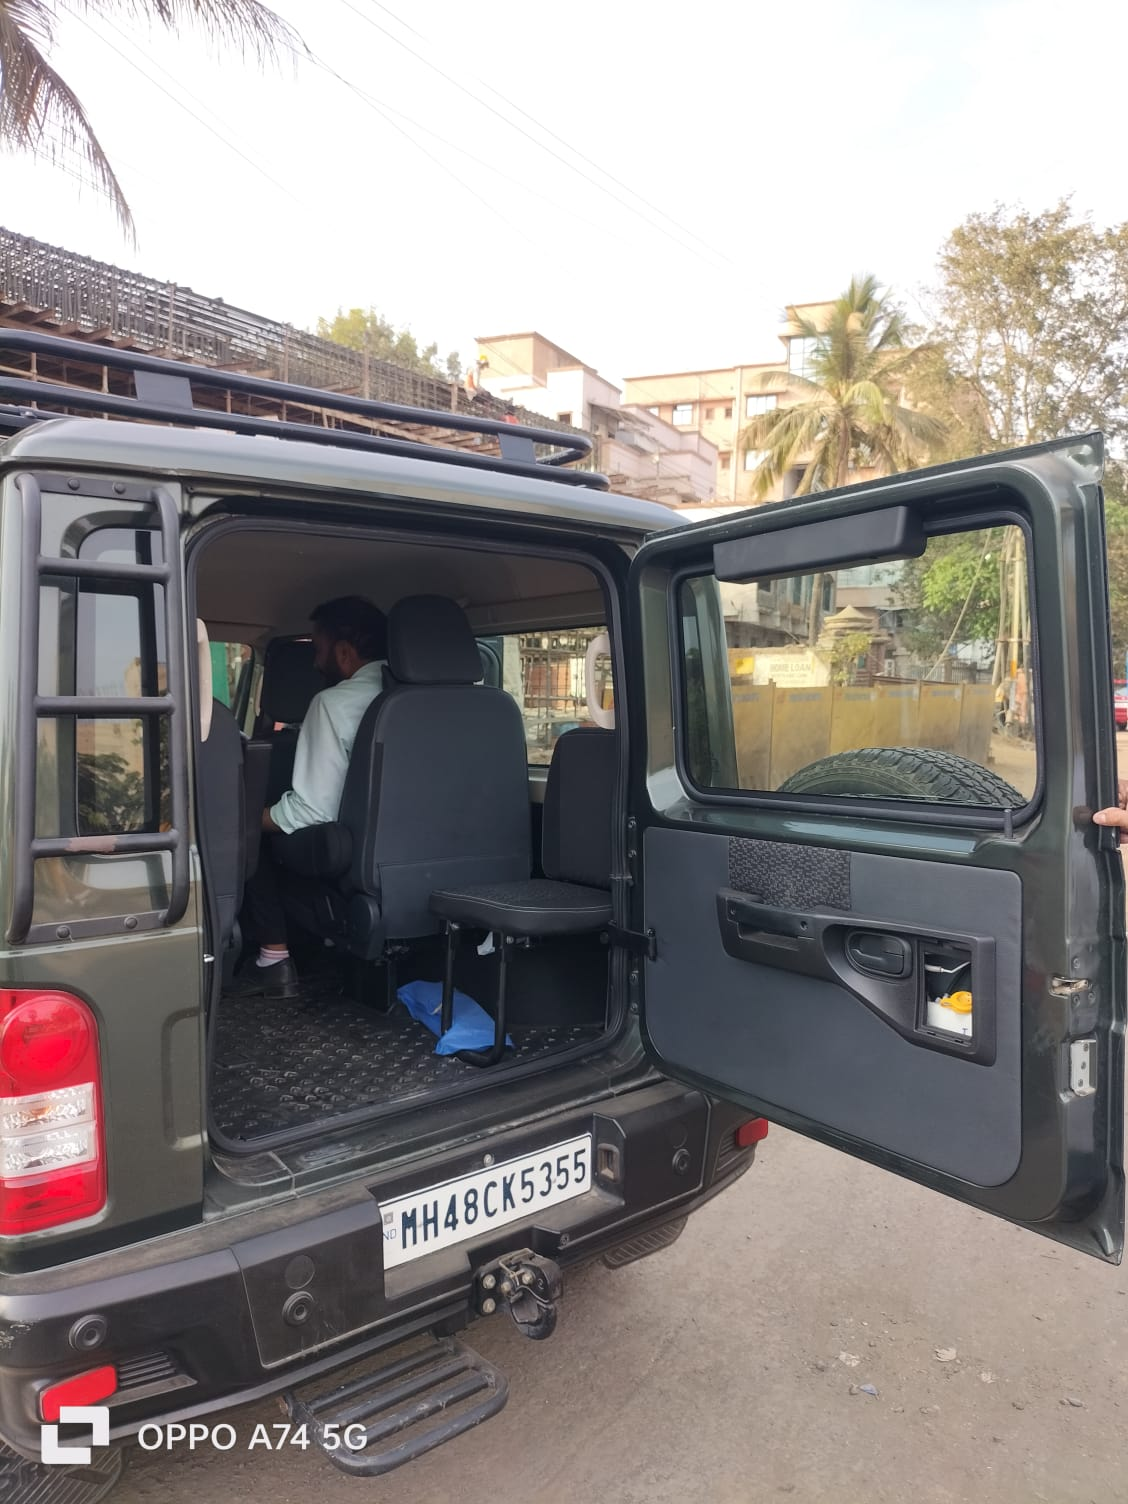 HOME LOAN
IND
MH48CK5355
OPPO A74 5G